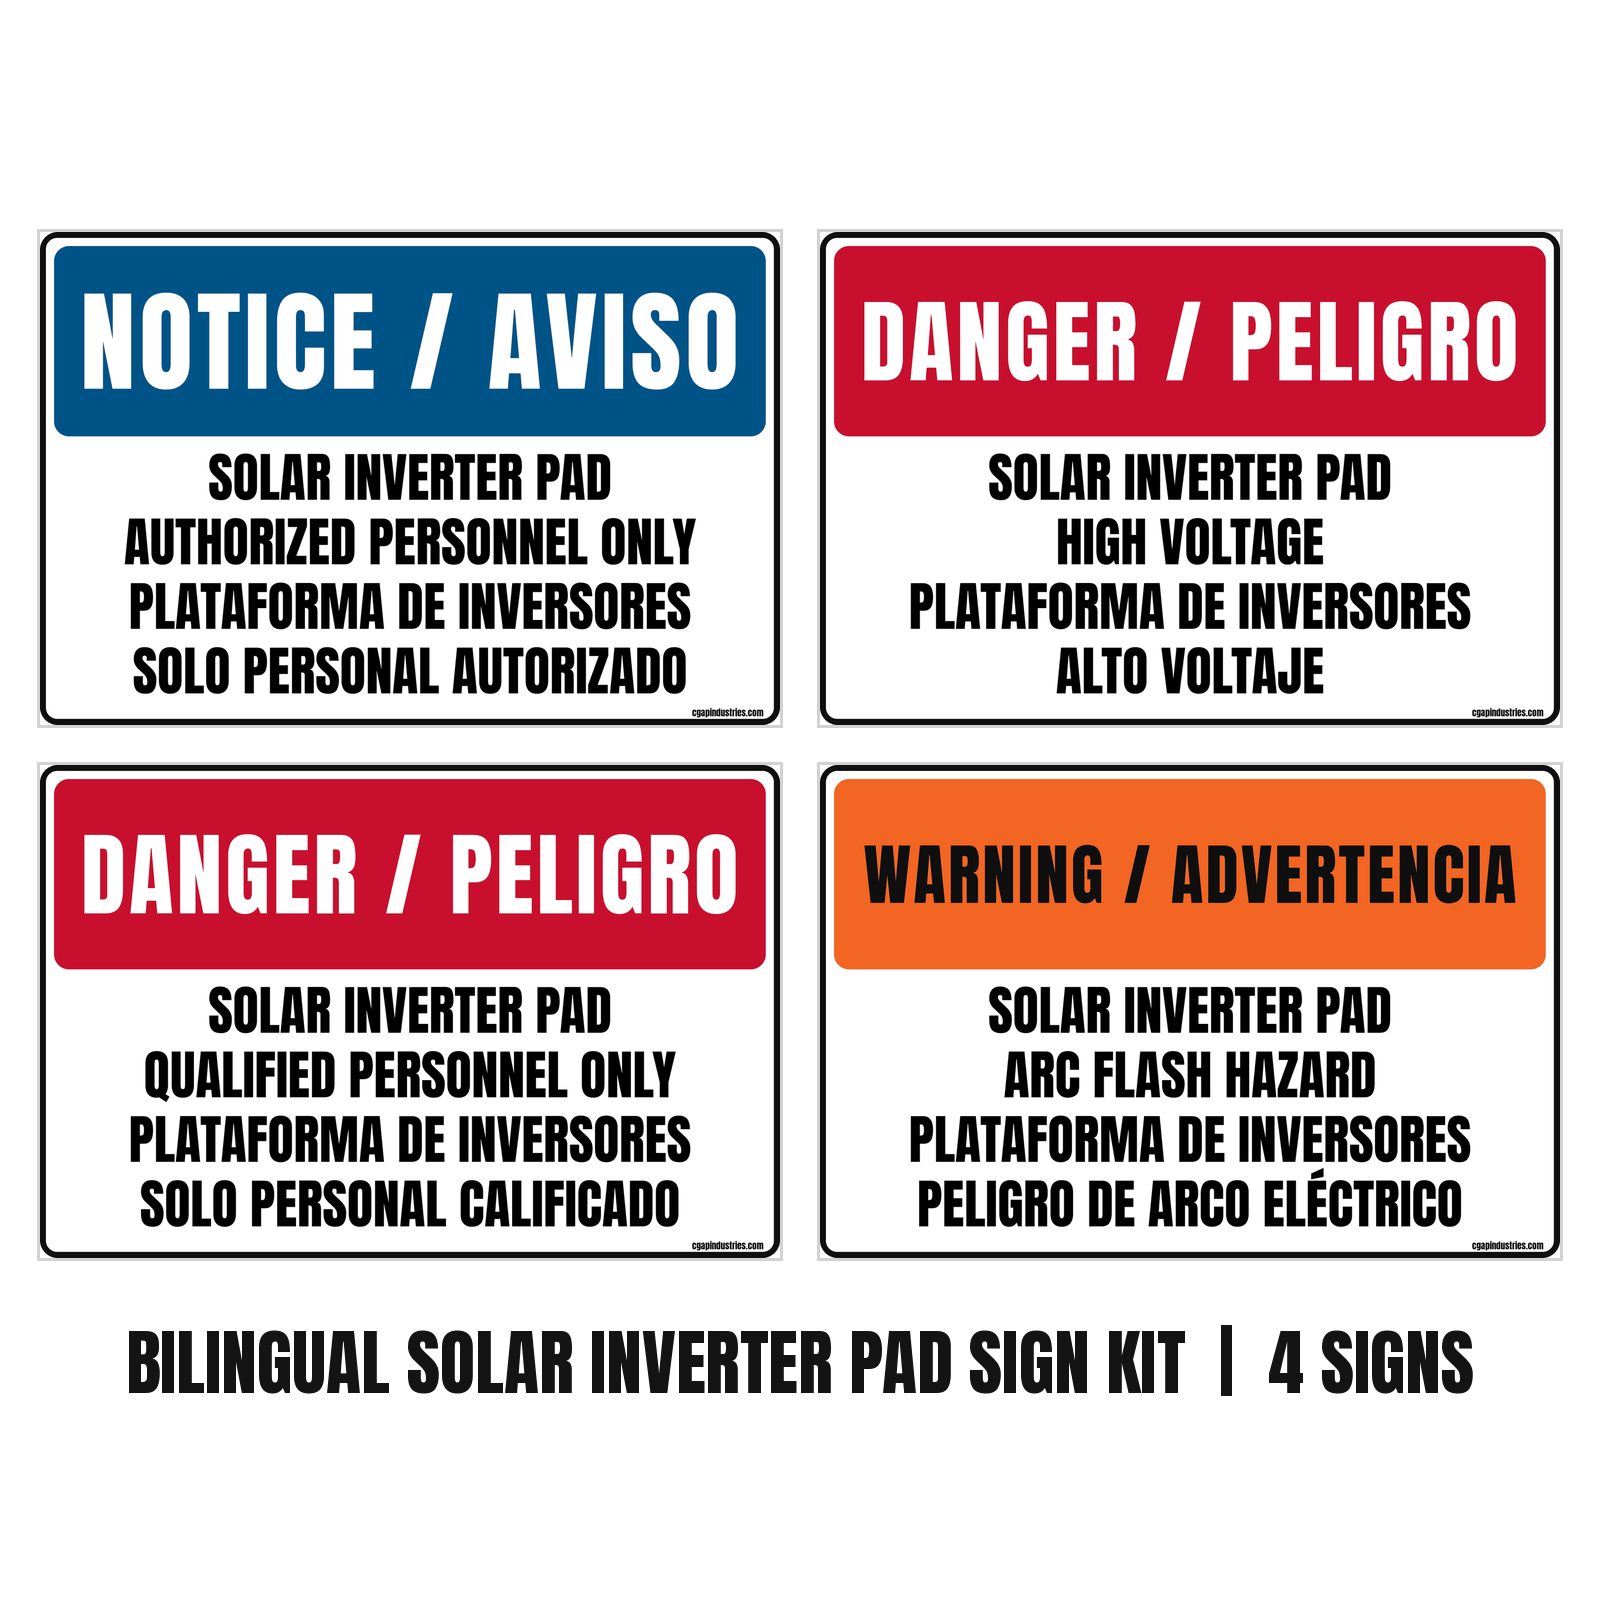 NOTICE / AVISO
SOLAR INVERTER PAD
AUTHORIZED PERSONNEL ONLY
PLATAFORMA DE INVERSORES
SOLO PERSONAL AUTORIZADO
cgapindustries.com
DANGER / PELIGRO
SOLAR INVERTER PAD
HIGH VOLTAGE
PLATAFORMA DE INVERSORES
ALTO VOLTAJE
cgapindustries.com
DANGER / PELIGRO
SOLAR INVERTER PAD
QUALIFIED PERSONNEL ONLY
PLATAFORMA DE INVERSORES
SOLO PERSONAL CALIFICADO
cgapindustries.com
WARNING / ADVERTENCIA
SOLAR INVERTER PAD
ARC FLASH HAZARD
PLATAFORMA DE INVERSORES
PELIGRO DE ARCO ELÉCTRICO
cgapindustries.com
BILINGUAL SOLAR INVERTER PAD SIGN KIT | 4 SIGNS